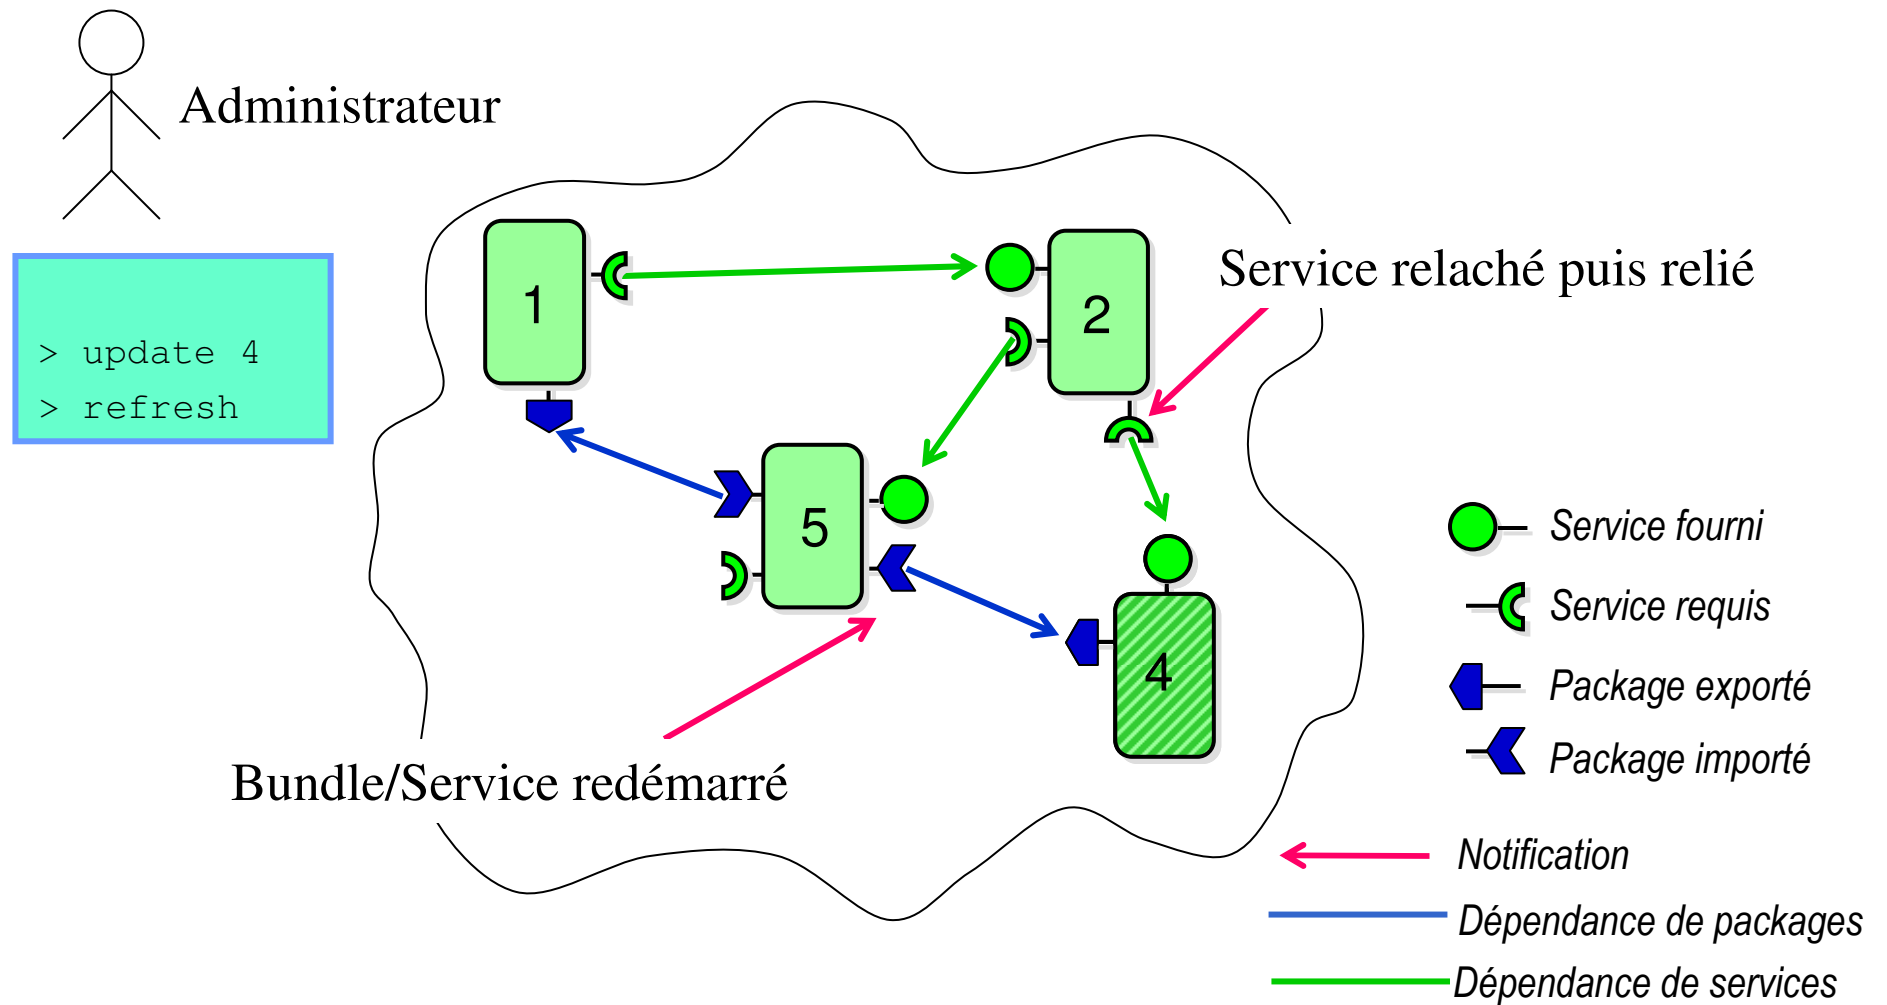 Administrateur
> update 4
> refresh
1
2
Service relaché puis relié
5
4
Bundle/Service redémarré
Service fourni
Service requis
Package exporté
Package importé
Notification
Dépendance de packages
Dépendance de services